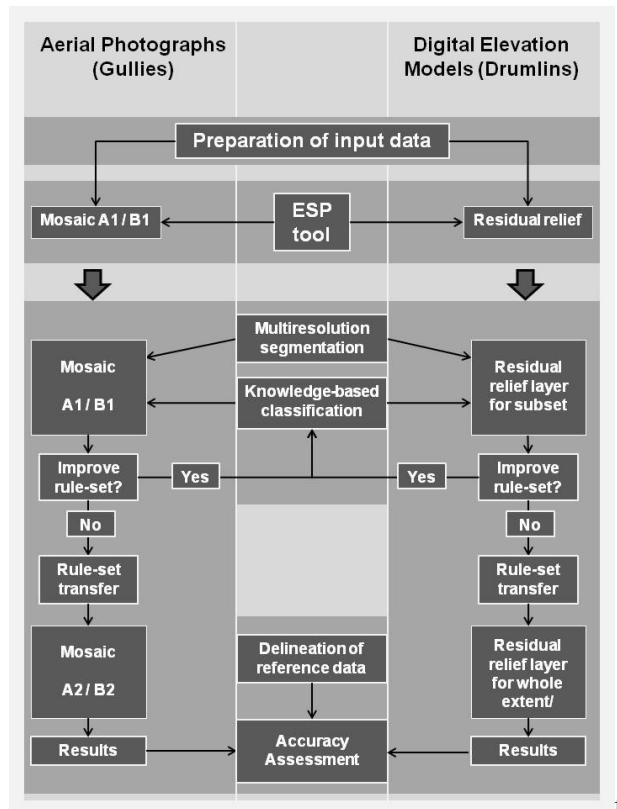 Aerial Photographs
(Gullies)
Digital Elevation
Models (Drumlins)
Preparation of input data
Mosaic A1 / B1
ESP
tool
Residual relief
Multiresolution
segmentation
Mosaic
A1 / B1
Knowledge-based
classification
Residual
relief layer
for subset
Improve
rule-set?
Yes
Yes
Improve
rule-set?
No
No
Rule-set
transfer
Rule-set
transfer
Mosaic
A2 / B2
Delineation of
reference data
Residual
relief layer
for whole
extent/
Results
Accuracy
Assessment
Results